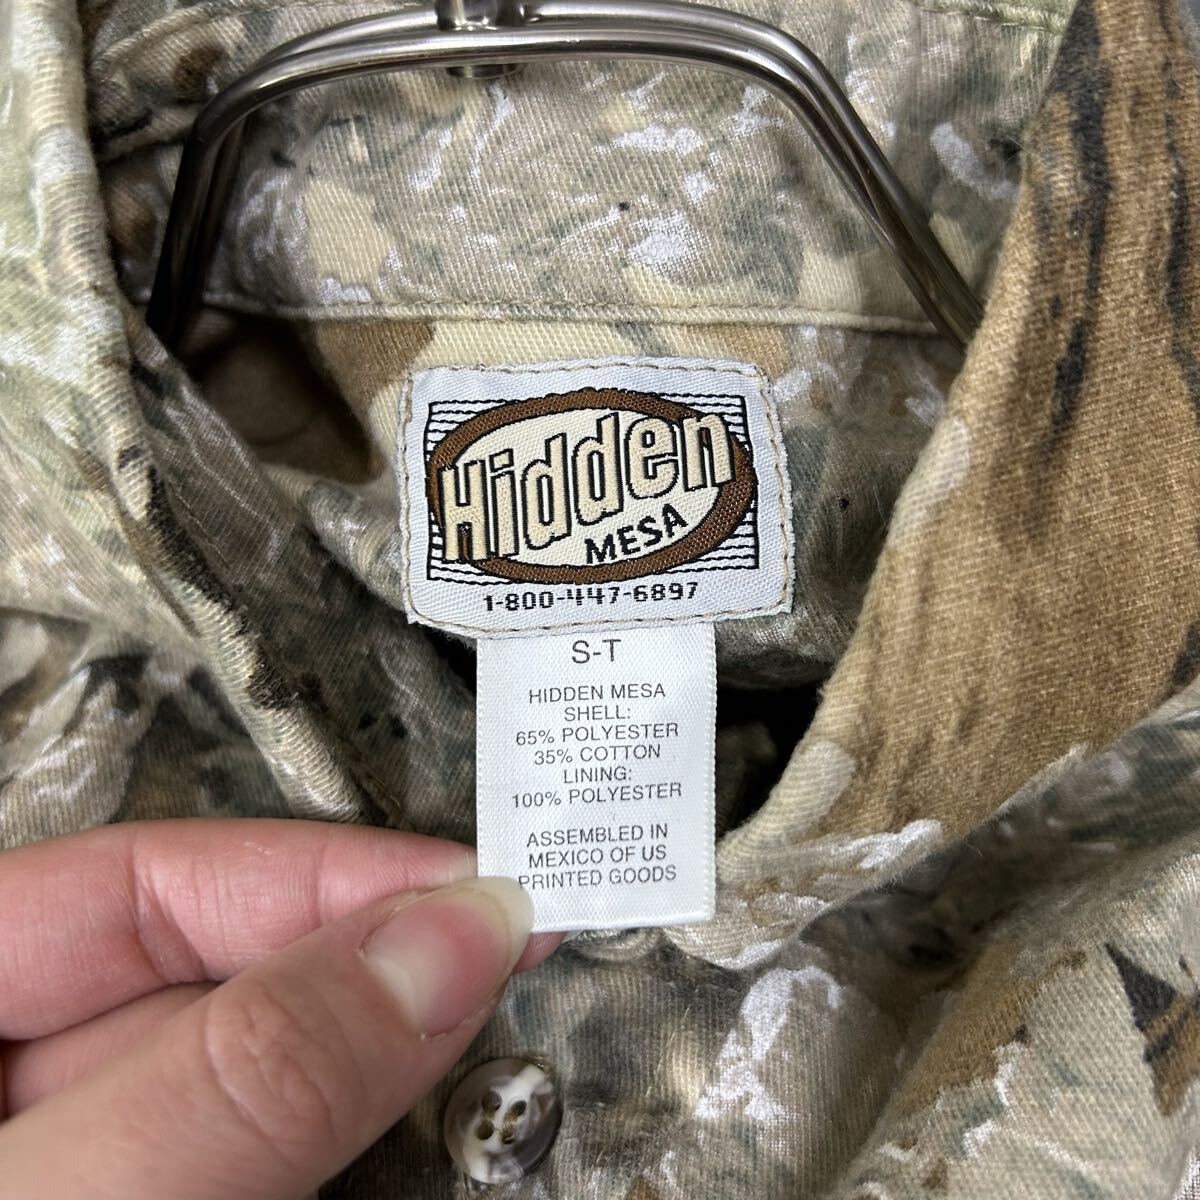 Hidden
MESA
1-800-447-6897
S-T
HIDDEN MESA
SHELL:
65% POLYESTER
35% COTTON
LINING:
100% POLYESTER
ASSEMBLED IN
MEXICO OF US
PRINTED GOODS